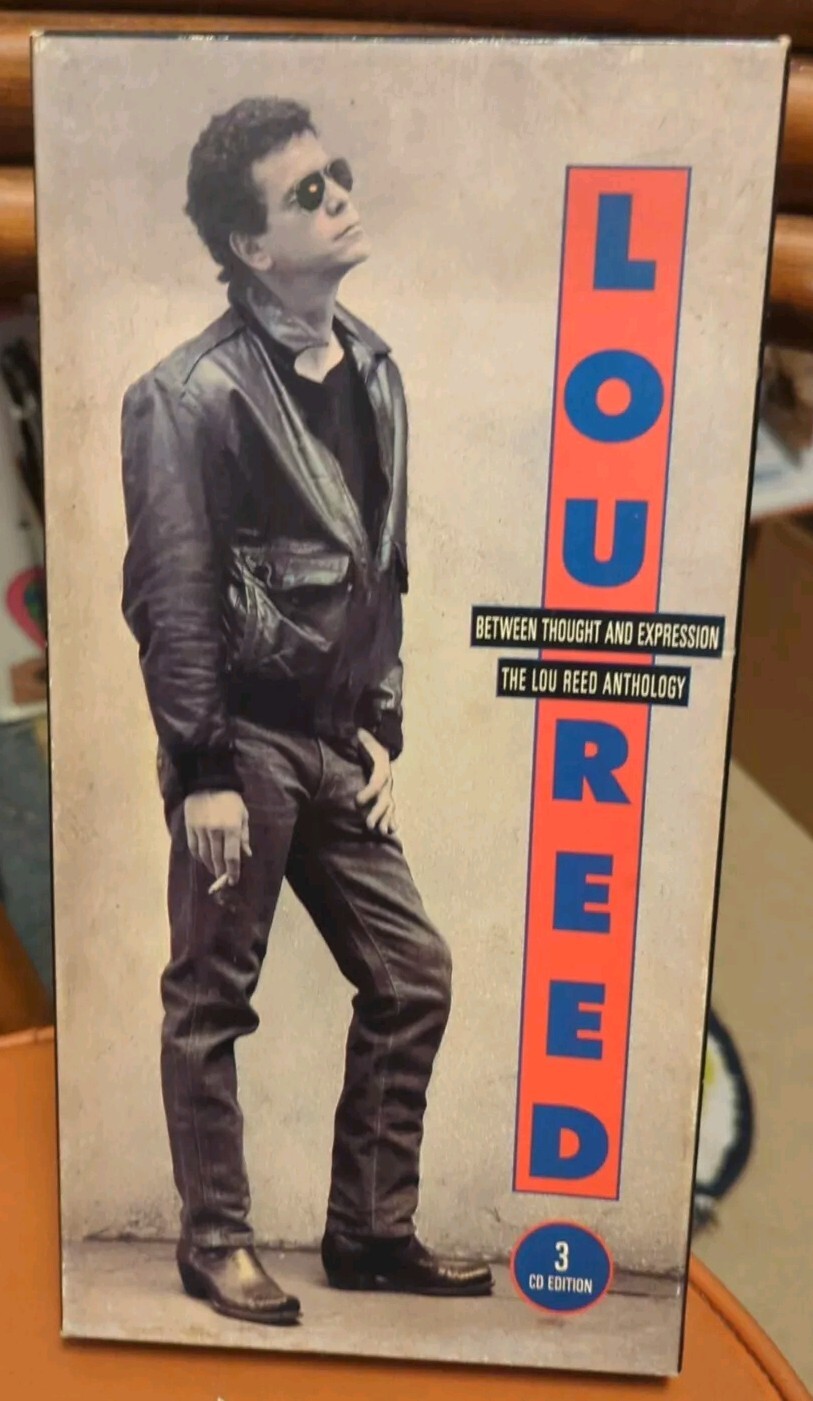 LOU
BETWEEN THOUGHT AND EXPRESSION
THE LOU REED ANTHOLOGY
REED
3
CD EDITION